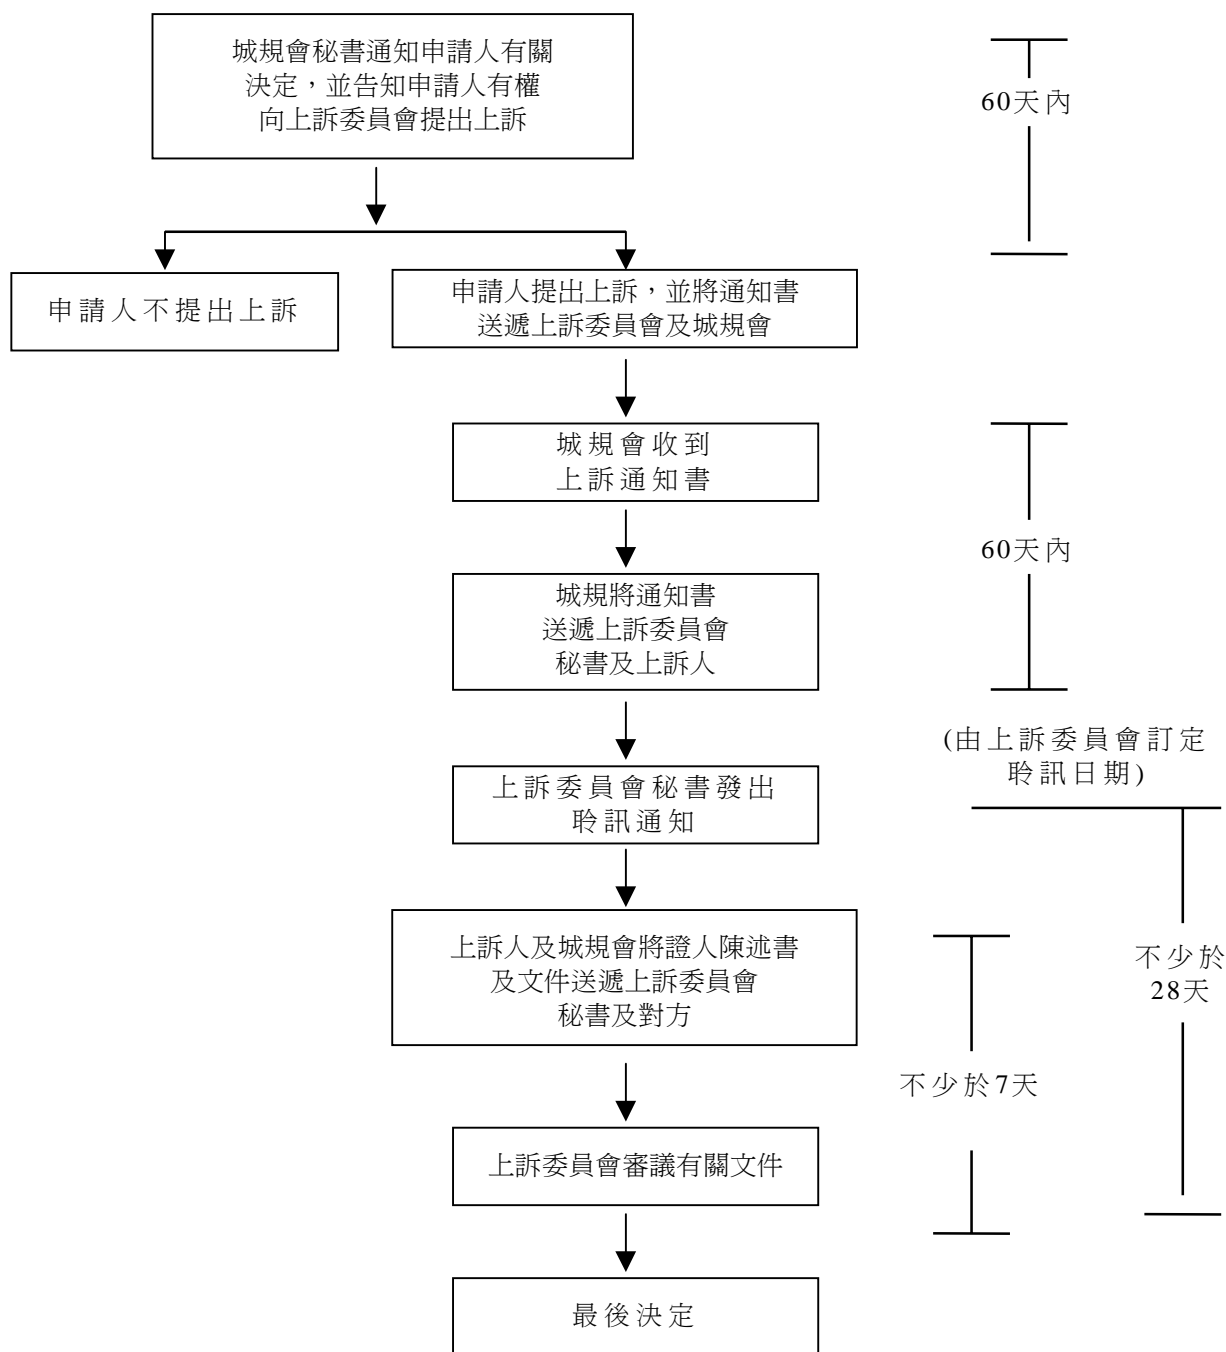 城規會秘書通知申請人有關
決定，並告知申請人有權
向上訴委員會提出上訴
60天內
申請人不提出上訴
申請人提出上訴，並將通知書
送遞上訴委員會及城規會
城規會收到
上訴通知書
60天內
城規將通知書
送遞上訴委員會
秘書及上訴人
(由上訴委員會訂定
聆訊日期)
上訴委員會秘書發出
聆訊通知
上訴人及城規會將證人陳述書
及文件送遞上訴委員會
秘書及對方
不少於
28天
不少於7天
上訴委員會審議有關文件
最後決定